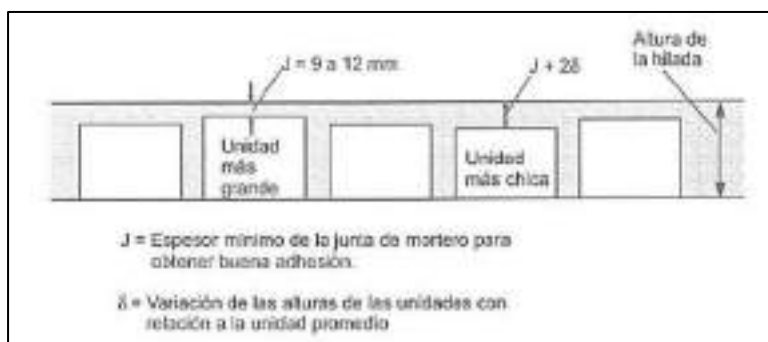 J = 9 a 12 mm
J + 2δ
Altura de
la hilada
Unidad
más
grande
Unidad
más chica
J = Espesor mínimo de la junta de mortero para
obtener buena adhesión.
δ = Variación de las alturas de las unidades con
relación a la unidad promedio